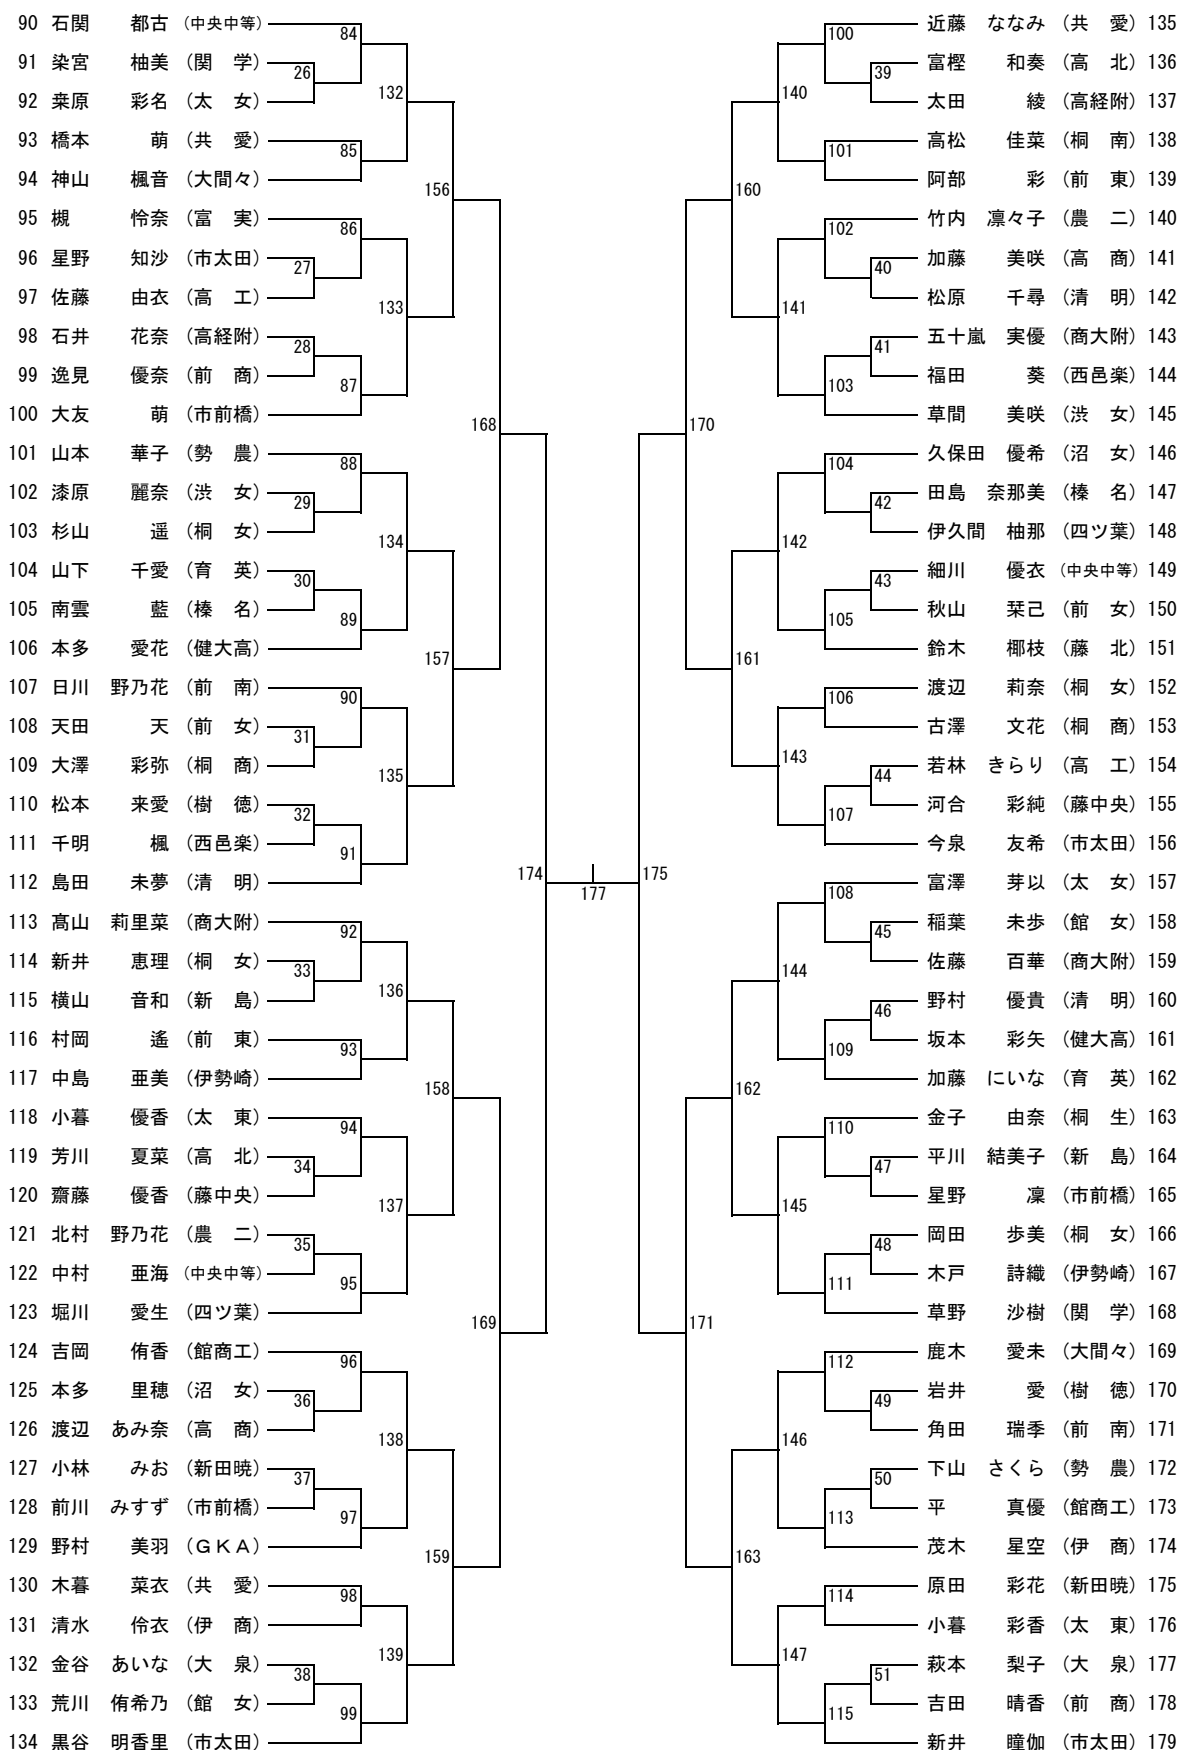 90 石関 都古 (中央中等)
91 染宮 柚美 (関 学)
92 桒原 彩名 (太 女)
93 橋本 萌 (共 愛)
94 神山 楓音 (大間々)
95 槻 怜奈 (富 実)
96 星野 知沙 (市太田)
97 佐藤 由衣 (高 工)
98 石井 花奈 (高経附)
99 逸見 優奈 (前 商)
100 大友 萌 (市前橋)
101 山本 華子 (勢 農)
102 漆原 麗奈 (渋 女)
103 杉山 遥 (桐 女)
104 山下 千愛 (育 英)
105 南雲 藍 (榛 名)
106 本多 愛花 (健大高)
107 日川 野乃花 (前 南)
108 天田 天 (前 女)
109 大澤 彩弥 (桐 商)
110 松本 来愛 (樹 徳)
111 千明 楓 (西邑楽)
112 島田 未夢 (清 明)
113 髙山 莉里菜 (商大附)
114 新井 恵理 (桐 女)
115 横山 音和 (新 島)
116 村岡 遙 (前 東)
117 中島 亜美 (伊勢崎)
118 小暮 優香 (太 東)
119 芳川 夏菜 (高 北)
120 齋藤 優香 (藤中央)
121 北村 野乃花 (農 二)
122 中村 亜海 (中央中等)
123 堀川 愛生 (四ツ葉)
124 吉岡 侑香 (館商工)
125 本多 里穂 (沼 女)
126 渡辺 あみ奈 (高 商)
127 小林 みお (新田暁)
128 前川 みすず (市前橋)
129 野村 美羽 (GKA)
130 木暮 菜衣 (共 愛)
131 清水 伶衣 (伊 商)
132 金谷 あいな (大 泉)
133 荒川 侑希乃 (館 女)
134 黒谷 明香里 (市太田)
26
27
28
29
30
31
32
33
34
35
36
37
38
84
85
86
87
88
89
90
91
92
93
94
95
96
97
98
99
132
133
134
135
136
137
138
139
156
157
158
159
168
169
174
177
175
170
171
160
161
162
163
140
141
142
143
144
145
146
147
100
101
102
103
104
105
106
107
108
109
110
111
112
113
114
115
39
40
41
42
43
44
45
46
47
48
49
50
51
近藤 ななみ (共 愛) 135
富樫 和奏 (高 北) 136
太田 綾 (高経附) 137
高松 佳菜 (桐 南) 138
阿部 彩 (前 東) 139
竹内 凛々子 (農 二) 140
加藤 美咲 (高 商) 141
松原 千尋 (清 明) 142
五十嵐 実優 (商大附) 143
福田 葵 (西邑楽) 144
草間 美咲 (渋 女) 145
久保田 優希 (沼 女) 146
田島 奈那美 (榛 名) 147
伊久間 柚那 (四ツ葉) 148
細川 優衣 (中央中等) 149
秋山 栞己 (前 女) 150
鈴木 椰枝 (藤 北) 151
渡辺 莉奈 (桐 女) 152
古澤 文花 (桐 商) 153
若林 きらり (高 工) 154
河合 彩純 (藤中央) 155
今泉 友希 (市太田) 156
富澤 芽以 (太 女) 157
稲葉 未歩 (館 女) 158
佐藤 百華 (商大附) 159
野村 優貴 (清 明) 160
坂本 彩矢 (健大高) 161
加藤 にいな (育 英) 162
金子 由奈 (桐 生) 163
平川 結美子 (新 島) 164
星野 凜 (市前橋) 165
岡田 歩美 (桐 女) 166
木戸 詩織 (伊勢崎) 167
草野 沙樹 (関 学) 168
鹿木 愛未 (大間々) 169
岩井 愛 (樹 徳) 170
角田 瑞季 (前 南) 171
下山 さくら (勢 農) 172
平 真優 (館商工) 173
茂木 星空 (伊 商) 174
原田 彩花 (新田暁) 175
小暮 彩香 (太 東) 176
萩本 梨子 (大 泉) 177
吉田 晴香 (前 商) 178
新井 瞳伽 (市太田) 179